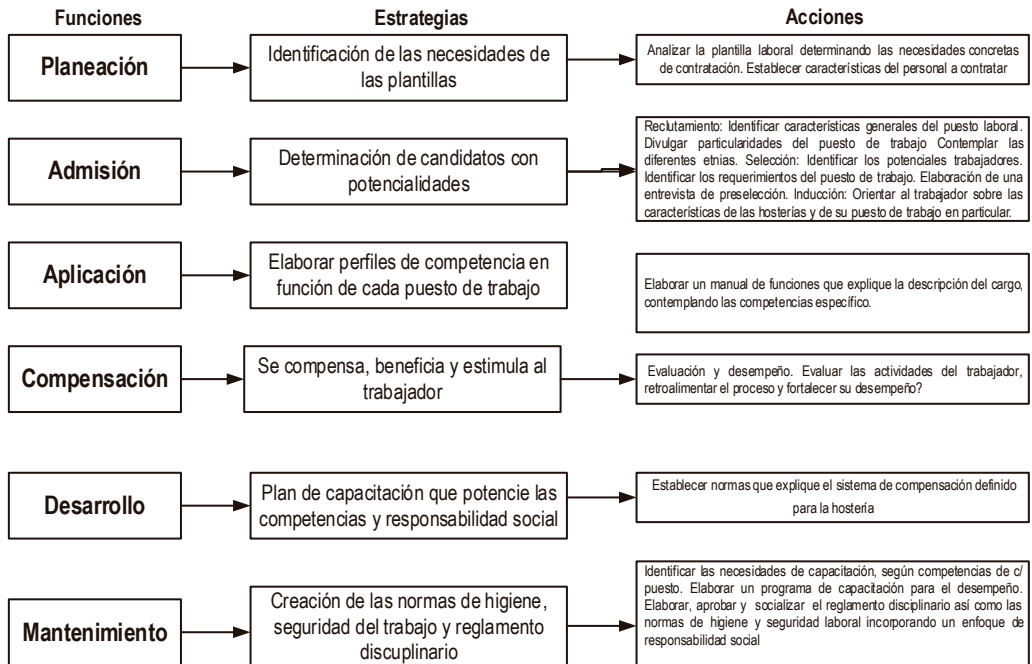 Funciones
Estrategias
Acciones
Planeación
Identificación de las necesidades de
las plantillas
Analizar la plantilla laboral determinando las necesidades concretas
de contratación. Establecer características del personal a contratar
Admisión
Determinación de candidatos con
potencialidades
Reclutamiento: Identificar características generales del puesto laboral.
Divulgar particularidades del puesto de trabajo Contemplar las
diferentes etnias. Selección: Identificar los potenciales trabajadores.
Identificar los requerimientos del puesto de trabajo. Elaboración de una
entrevista de preselección. Inducción: Orientar al trabajador sobre las
características de las hosterías y de su puesto de trabajo en particular.
Aplicación
Elaborar perfiles de competencia en
función de cada puesto de trabajo
Elaborar un manual de funciones que explique la descripción del cargo,
contemplando las competencias específico.
Compensación
Se compensa, beneficia y estimula al
trabajador
Evaluación y desempeño. Evaluar las actividades del trabajador,
retroalimentar el proceso y fortalecer su desempeño?
Desarrollo
Plan de capacitación que potencie las
competencias y responsabilidad social
Establecer normas que explique el sistema de compensación definido
para la hostería
Mantenimiento
Creación de las normas de higiene,
seguridad del trabajo y reglamento
discuplinario
Identificar las necesidades de capacitación, según competencias de c/
puesto. Elaborar un programa de capacitación para el desempeño.
Elaborar, aprobar y socializar el reglamento disciplinario así como las
normas de higiene y seguridad laboral incorporando un enfoque de
responsabilidad social